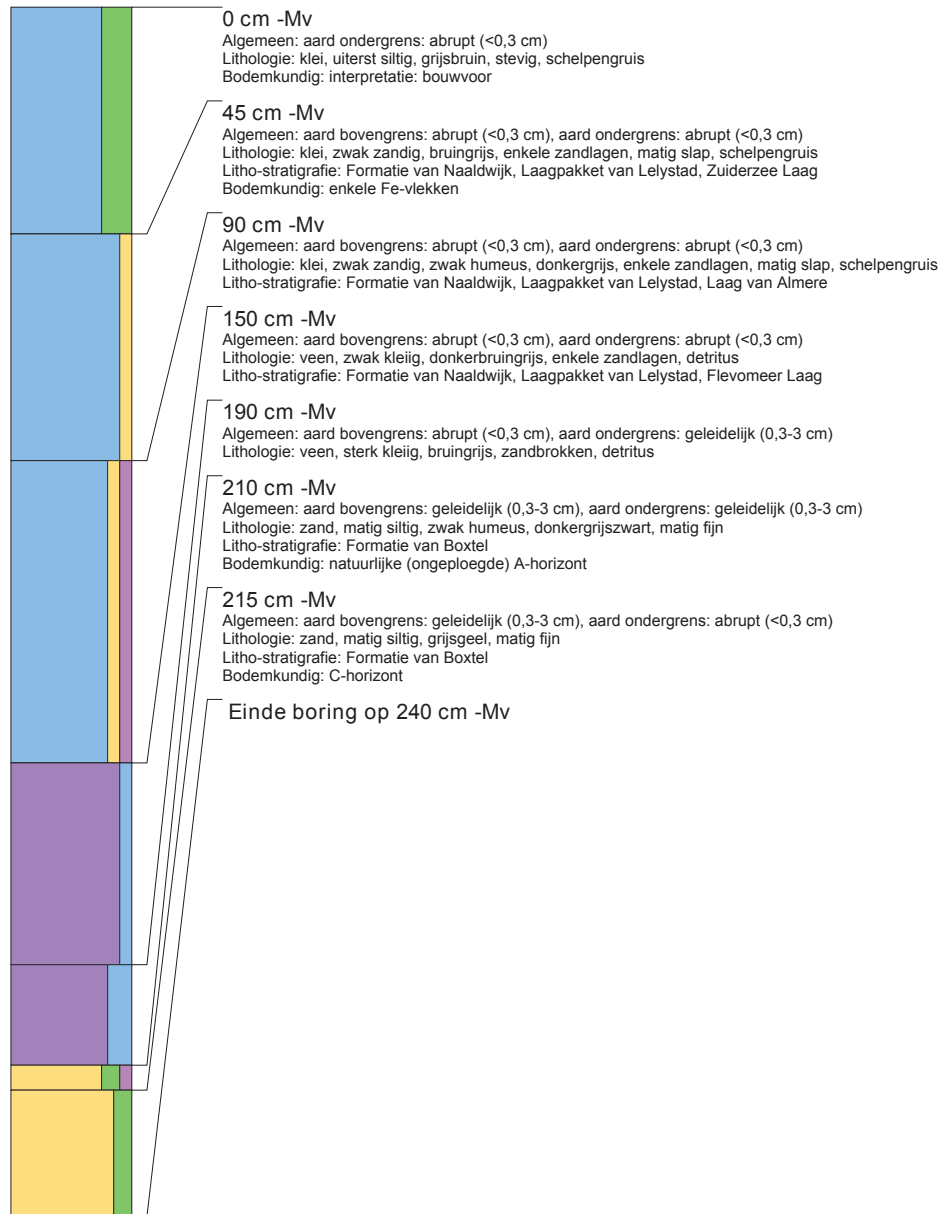 0 cm -Mv
Algemeen: aard ondergrens: abrupt (<0,3 cm)
Lithologie: klei, uiterst siltig, grijsbruin, stevig, schelpengruis
Bodemkundig: interpretatie: bouwvoor
45 cm -Mv
Algemeen: aard bovengrens: abrupt (<0,3 cm), aard ondergrens: abrupt (<0,3 cm)
Lithologie: klei, zwak zandig, bruingrijs, enkele zandlagen, matig slap, schelpengruis
Litho-stratigrafie: Formatie van Naaldwijk, Laagpakket van Lelystad, Zuiderzee Laag
Bodemkundig: enkele Fe-vlekken
90 cm -Mv
Algemeen: aard bovengrens: abrupt (<0,3 cm), aard ondergrens: abrupt (<0,3 cm)
Lithologie: klei, zwak zandig, zwak humeus, donkergrijs, enkele zandlagen, matig slap, schelpengruis
Litho-stratigrafie: Formatie van Naaldwijk, Laagpakket van Lelystad, Laag van Almere
150 cm -Mv
Algemeen: aard bovengrens: abrupt (<0,3 cm), aard ondergrens: abrupt (<0,3 cm)
Lithologie: veen, zwak kleiig, donkerbruingrijs, enkele zandlagen, detritus
Litho-stratigrafie: Formatie van Naaldwijk, Laagpakket van Lelystad, Flevomeer Laag
190 cm -Mv
Algemeen: aard bovengrens: abrupt (<0,3 cm), aard ondergrens: geleidelijk (0,3-3 cm)
Lithologie: veen, sterk kleiig, bruingrijs, zandbrokken, detritus
210 cm -Mv
Algemeen: aard bovengrens: geleidelijk (0,3-3 cm), aard ondergrens: geleidelijk (0,3-3 cm)
Lithologie: zand, matig siltig, zwak humeus, donkergrijszwart, matig fijn
Litho-stratigrafie: Formatie van Boxtel
Bodemkundig: natuurlijke (ongeploegde) A-horizont
215 cm -Mv
Algemeen: aard bovengrens: geleidelijk (0,3-3 cm), aard ondergrens: abrupt (<0,3 cm)
Lithologie: zand, matig siltig, grijsgeel, matig fijn
Litho-stratigrafie: Formatie van Boxtel
Bodemkundig: C-horizont
Einde boring op 240 cm -Mv